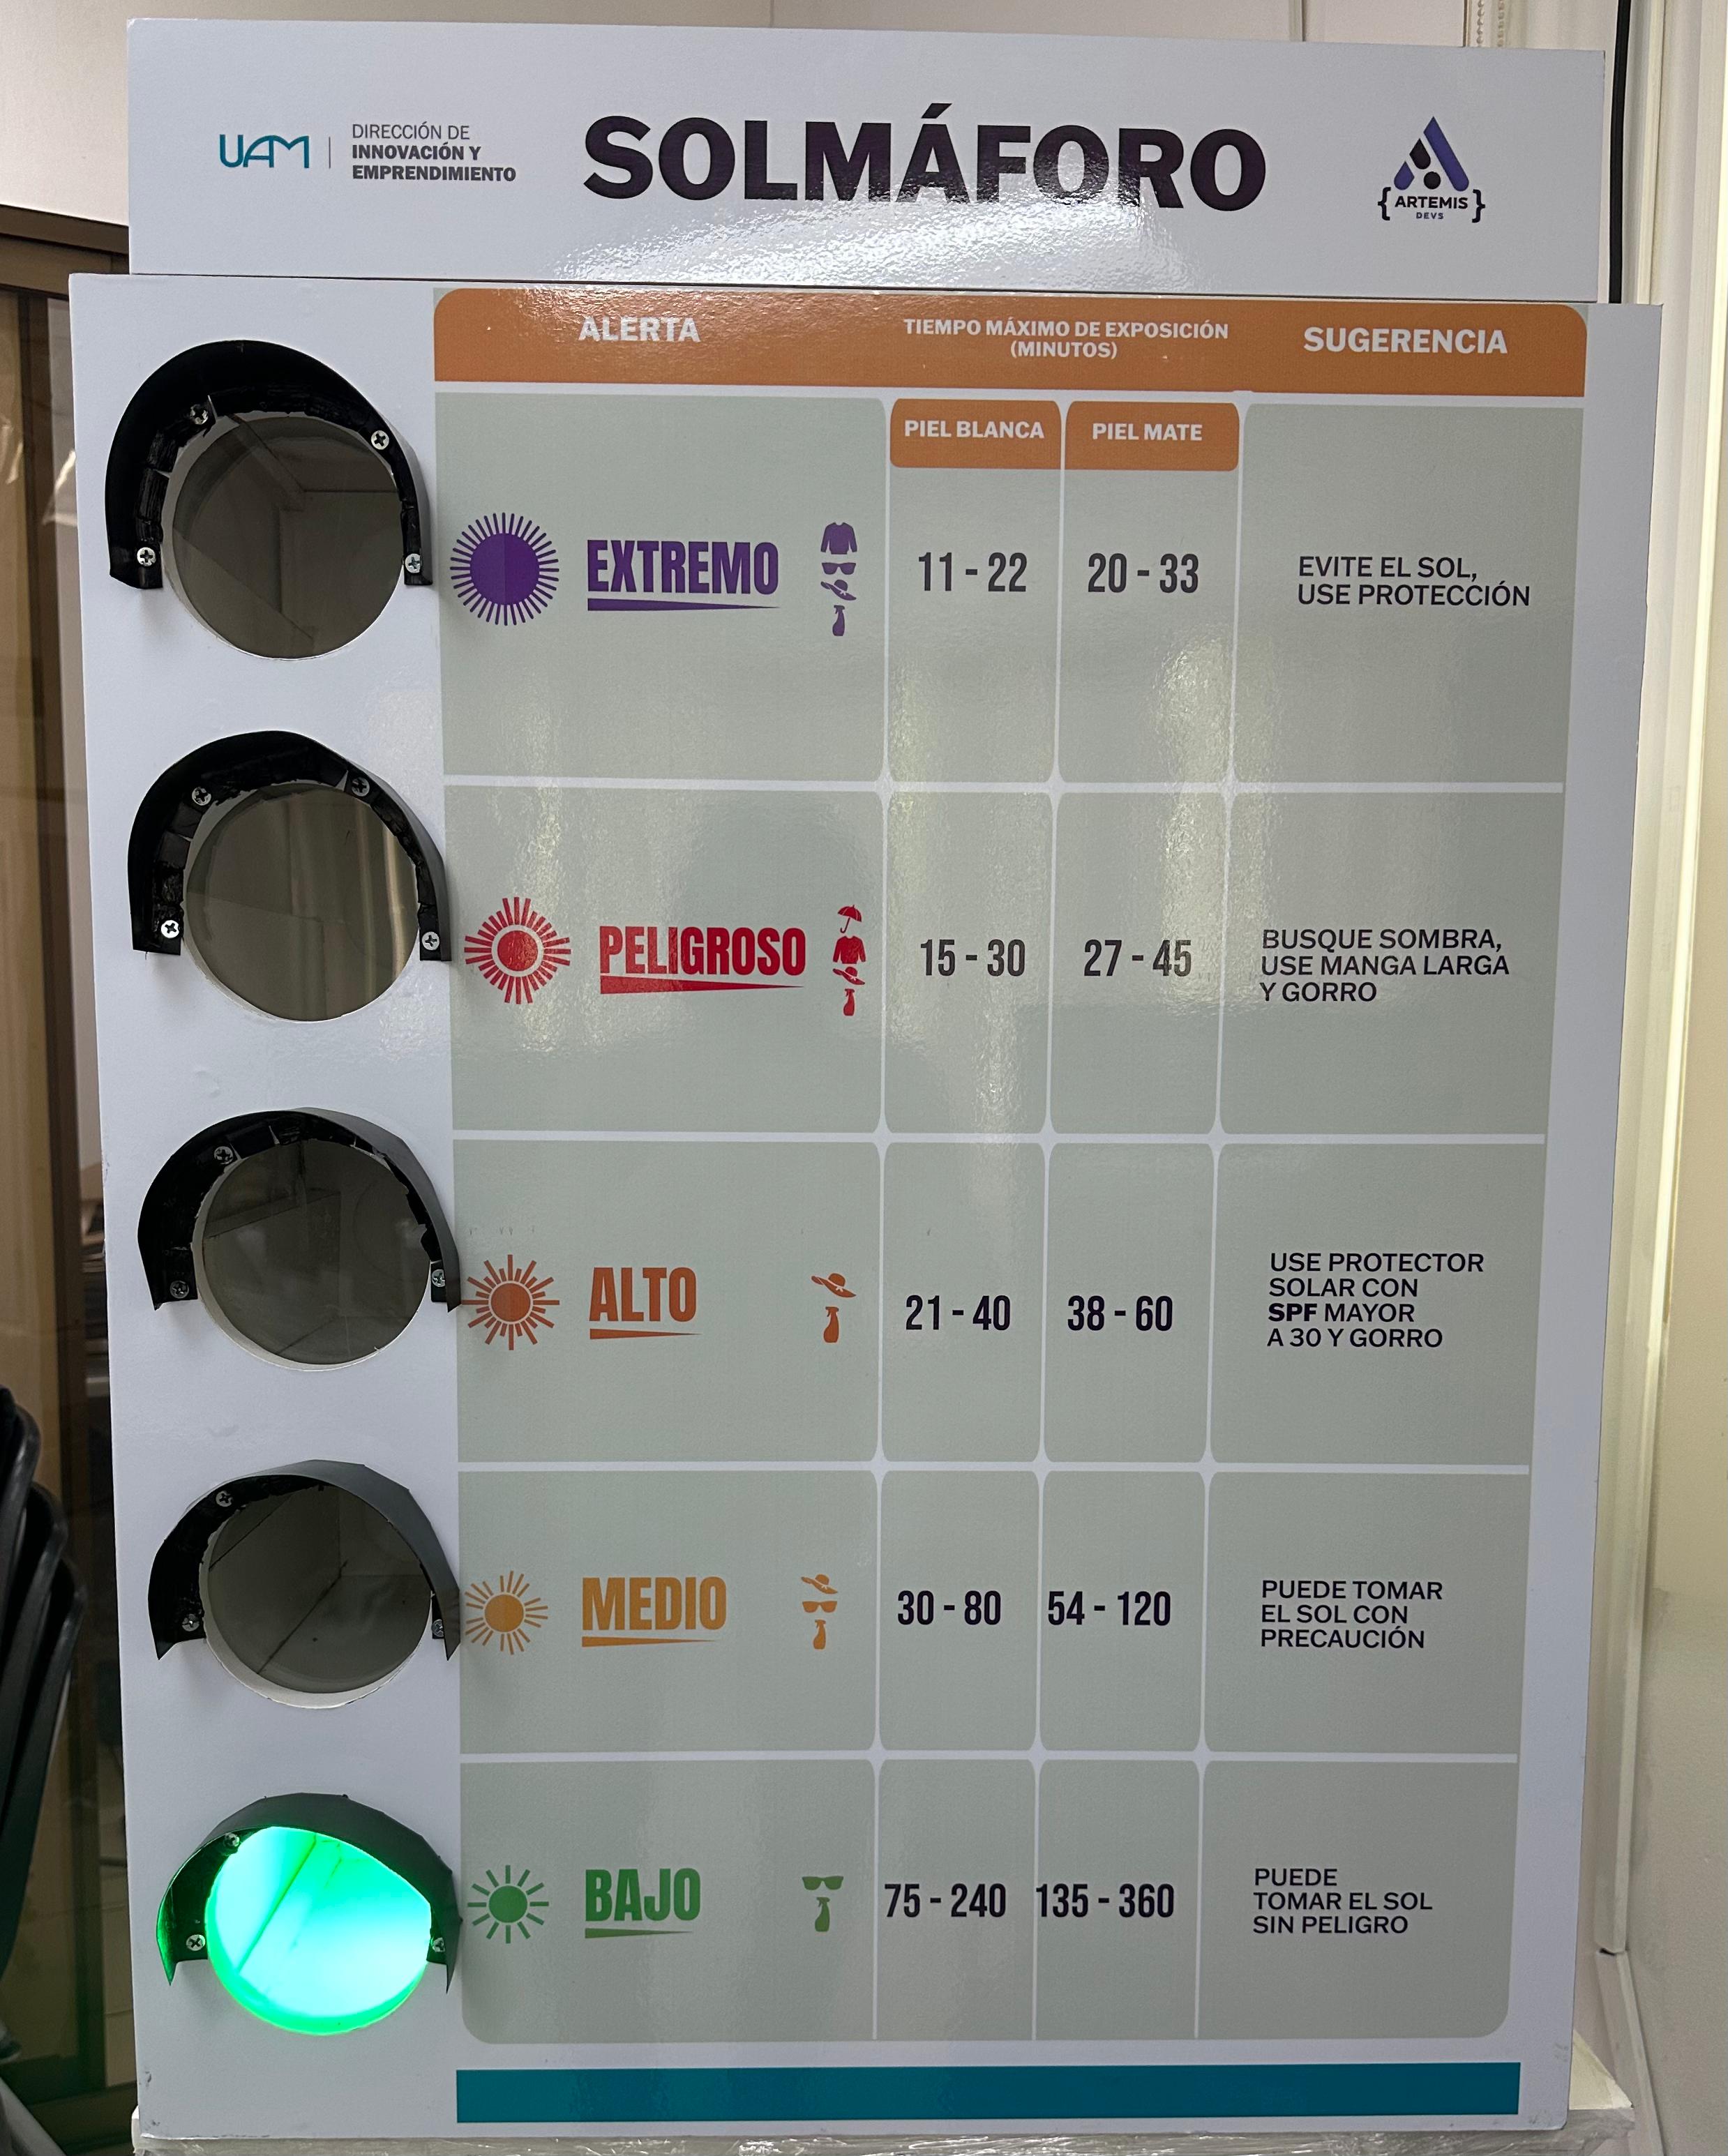 UAM
DIRECCIÓN DE
INNOVACIÓN Y
EMPRENDIMIENTO
SOLMÁFORO
{ARTEMIS}
DEVS
ALERTA
TIEMPO MÁXIMO DE EXPOSICIÓN
(MINUTOS)
SUGERENCIA
PIEL BLANCA
PIEL MATE
EXTREMO
11 - 22
20 - 33
EVITE EL SOL,
USE PROTECCIÓN
PELIGROSO
15 - 30
27 - 45
BUSQUE SOMBRA,
USE MANGA LARGA
Y GORRO
ALTO
21 - 40
38 - 60
USE PROTECTOR
SOLAR CON
SPF MAYOR
A 30 Y GORRO
MEDIO
30 - 80
54 - 120
PUEDE TOMAR
EL SOL CON
PRECAUCIÓN
BAJO
75 - 240
135 - 360
PUEDE
TOMAR EL SOL
SIN PELIGRO